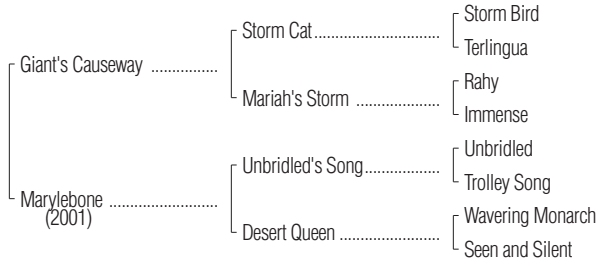 Storm Bird
Storm Cat..............................
Terlingua
Giant's Causeway ................
Rahy
Mariah's Storm ....................
Immense
Unbridled
Unbridled's Song..................
Trolley Song
Marylebone ..........................
(2001)
Wavering Monarch
Desert Queen ........................
Seen and Silent